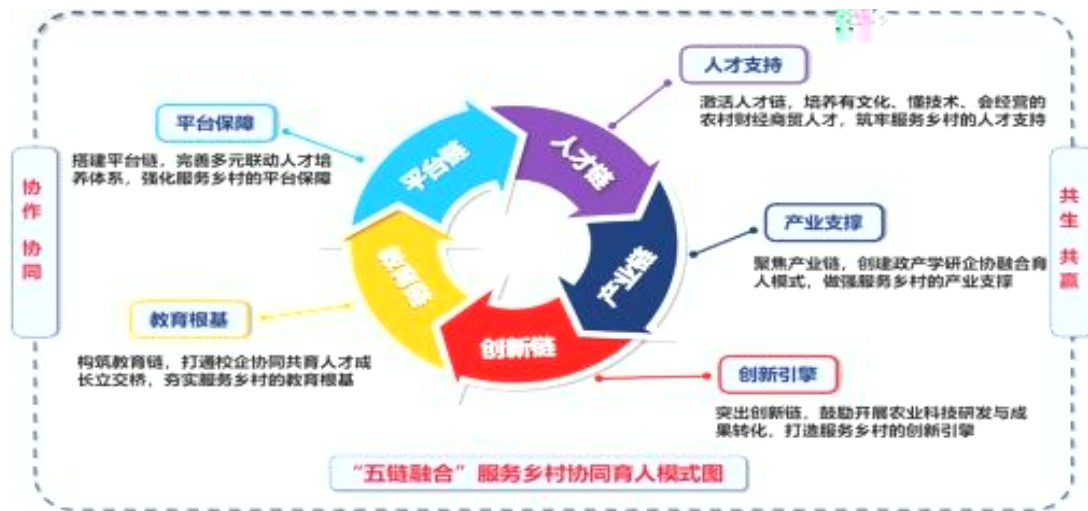 人才支持
激活人才链，培养有文化、懂技术、会经营的
农村财经商贸人才，筑牢服务乡村的人才支持
平台保障
搭建平台链，完善多元联动人才培
养体系，强化服务乡村的平台保障
平台链
人才链
产业链
创新链
教育链
协作 协同
共生 共赢
产业支撑
聚焦产业链，创建政产学研企协融合育
人模式，做强服务乡村的产业支撑
教育根基
构筑教育链，打通校企协同共育人才成
长立交桥，夯实服务乡村的教育根基
创新引擎
突出创新链，鼓励开展农业科技研发与成
果转化，打造服务乡村的创新引擎
“五链融合”服务乡村协同育人模式图